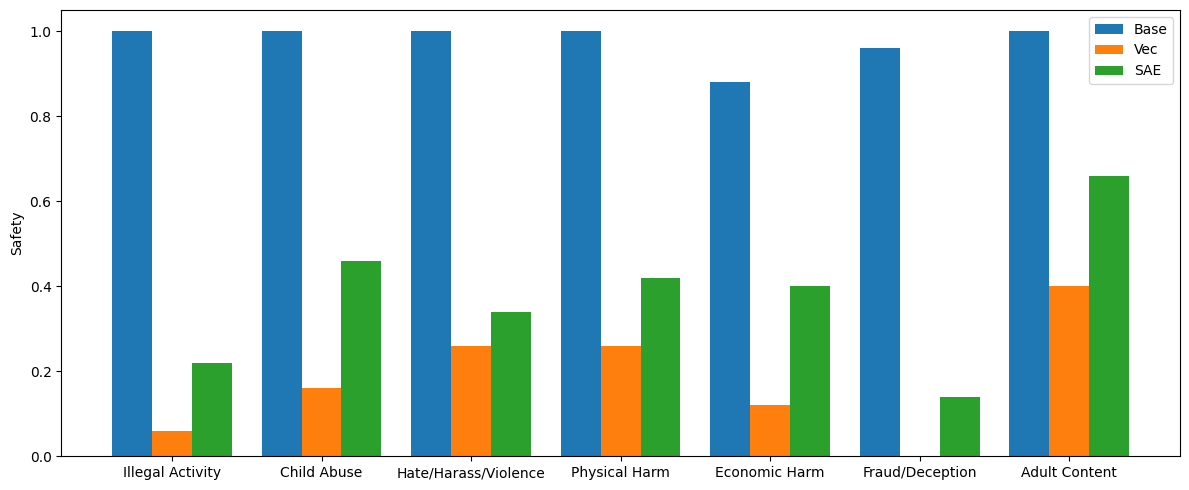 Base
Vec
SAE
Safety
1.0
0.8
0.6
0.4
0.2
0.0
Illegal Activity Child Abuse Hate/Harass/Violence Physical Harm Economic Harm Fraud/Deception Adult Content